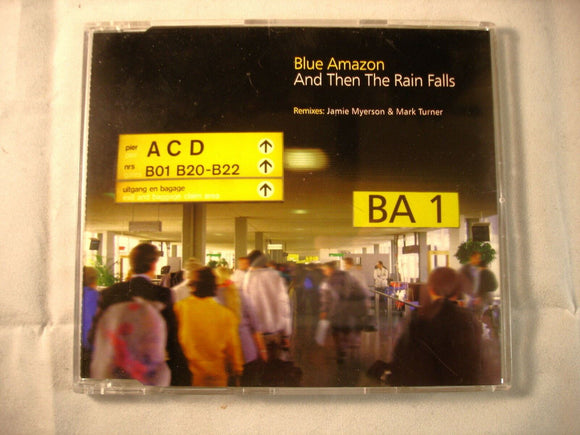 Blue Amazon
And Then The Rain Falls
Remixes: Jamie Myerson & Mark Turner
pier A C D
nrs B01 B20-B22
uitgang en bagage
BA 1